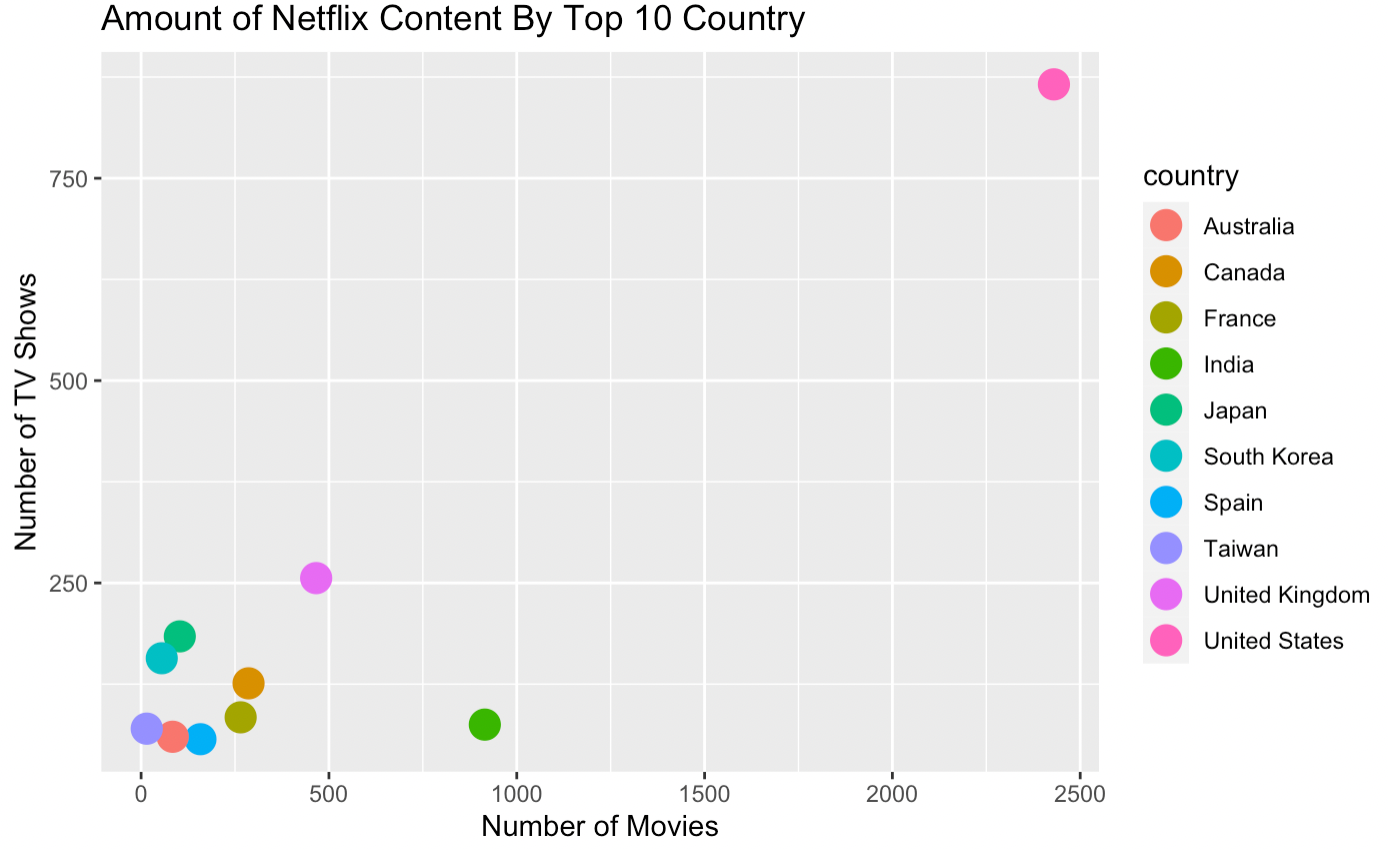 Amount of Netflix Content By Top 10 Country
750
500
250
Number of TV Shows
0 500 1000 1500 2000 2500
Number of Movies
country
Australia
Canada
France
India
Japan
South Korea
Spain
Taiwan
United Kingdom
United States